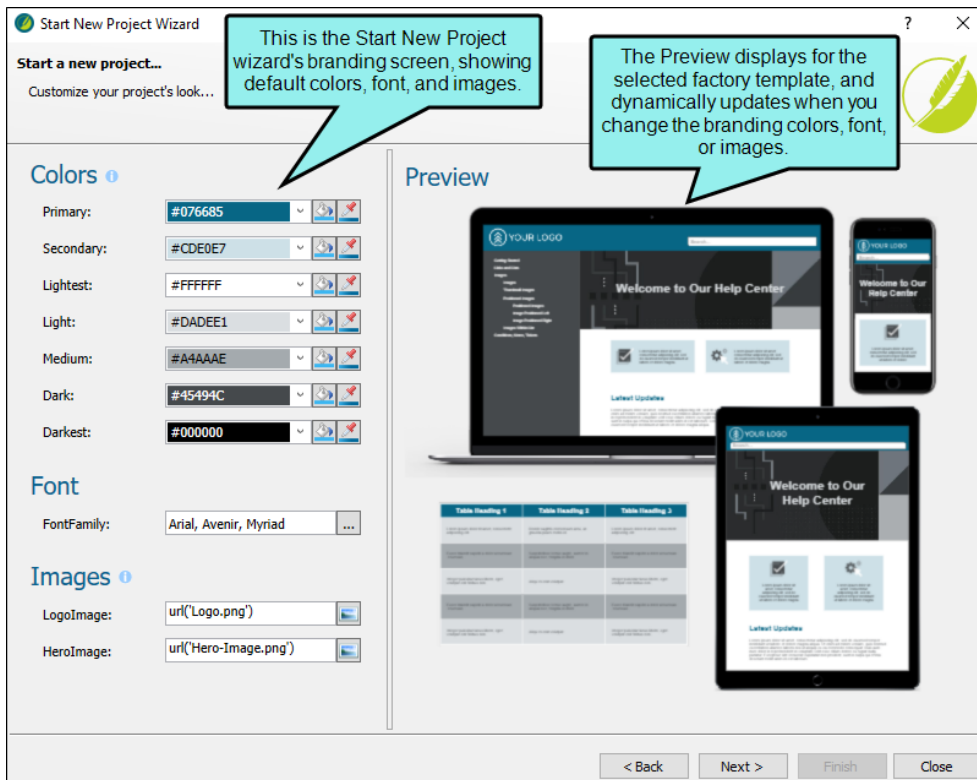 Start New Project Wizard
?
Start a new project...
Customize your project's look...
This is the Start New Project
wizard's branding screen, showing
default colors, font, and images.
The Preview displays for the
selected factory template, and
dynamically updates when you
change the branding colors, font,
or images.
Colors
Primary:
#076685
Secondary:
#CDE0E7
Lightest:
#FFFFFF
Light:
#DADEE1
Medium:
#A4AAAE
Dark:
#45494C
Darkest:
#000000
Font
FontFamily:
Arial, Avenir, Myriad
...
Images
LogoImage:
url('Logo.png')
HeroImage:
url('Hero-Image.png')
Preview
YOUR LOGO
Search...
Welcome to Our Help Center
Latest Updates
YOUR LOGO
Welcome to Our
Help Center
YOUR LOGO
Welcome to Our
Help Center
Latest Updates
Table Heading 1
Table Heading 2
Table Heading 3
< Back
Next >
Finish
Close